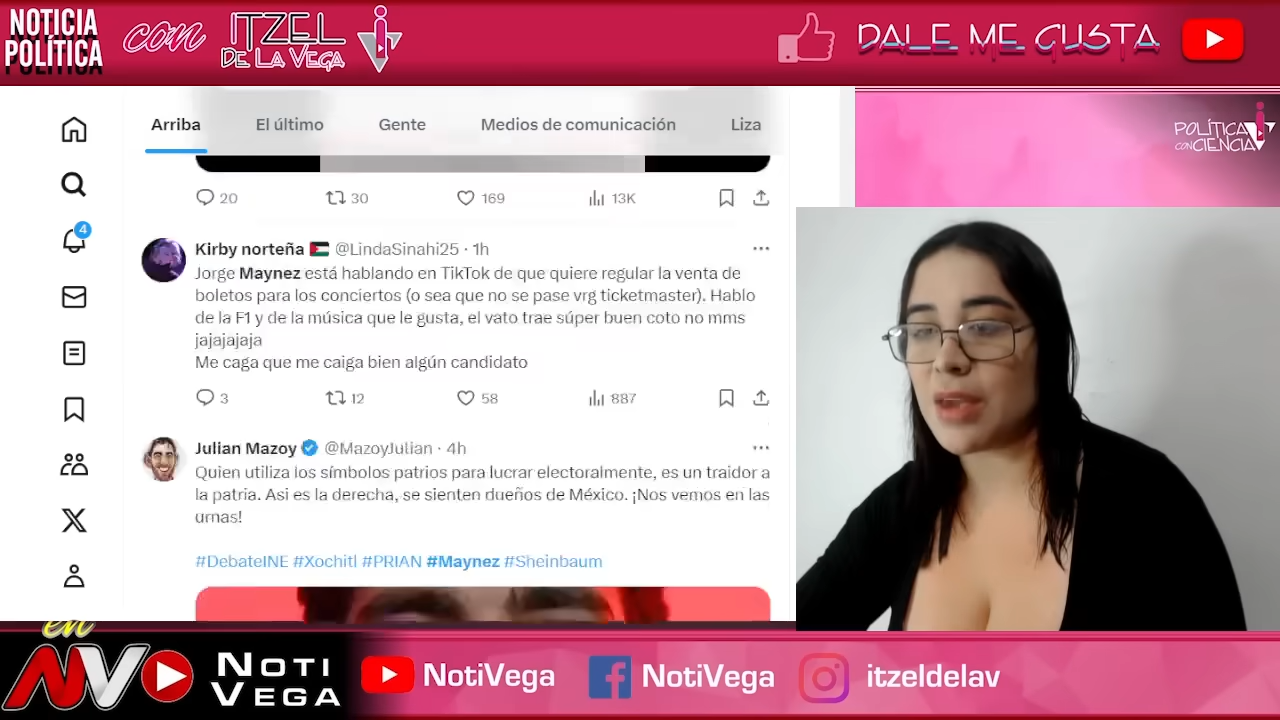 NOTICIA
POLÍTICA
con
ITZEL
DE LA VEGA
DALE ME GUSTA
Arriba
El último
Gente
Medios de comunicación
Liza
20
30
169
13K
POLÍTICA
CON CIENCIA
4
Kirby norteña @LindaSinahi25 · 1h
Jorge Maynez está hablando en TikTok de que quiere regular la venta de
boletos para los conciertos (o sea que no se pase vrg ticketmaster). Hablo
de la F1 y de la música que le gusta, el vato trae súper buen coto no mms
jajajajaja
Me caga que me caiga bien algún candidato
3
12
58
887
Julian Mazoy @MazoyJulian · 4h
Quien utiliza los símbolos patrios para lucrar electoralmente, es un traidor a
la patria. Asi es la derecha, se sienten dueños de México. ¡Nos vemos en las
urnas!
#DebateINE #Xochitl #PRIAN #Maynez #Sheinbaum
en
NV
NOTI
VEGA
NotiVega
NotiVega
itzeldelav